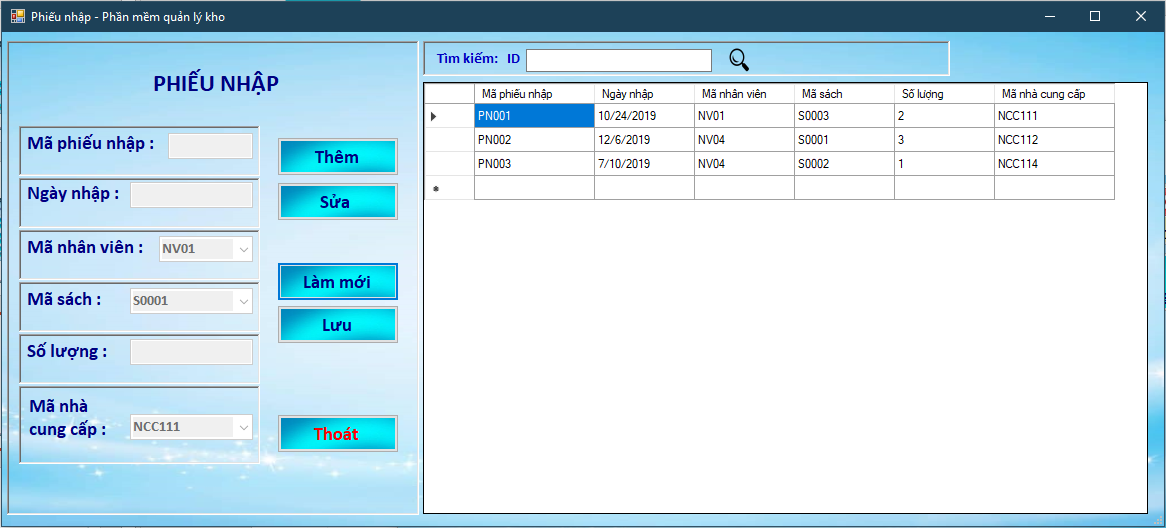 Phiếu nhập - Phần mềm quản lý kho
PHIẾU NHẬP
Mã phiếu nhập :
Ngày nhập :
Mã nhân viên : NV01
Mã sách : S0001
Số lượng :
Mã nhà
cung cấp : NCC111
Thêm
Sửa
Làm mới
Lưu
Thoát
Tìm kiếm: ID
Mã phiếu nhập Ngày nhập Mã nhân viên Mã sách Số lượng Mã nhà cung cấp
PN001 10/24/2019 NV01 S0003 2 NCC111
PN002 12/6/2019 NV04 S0001 3 NCC112
PN003 7/10/2019 NV04 S0002 1 NCC114